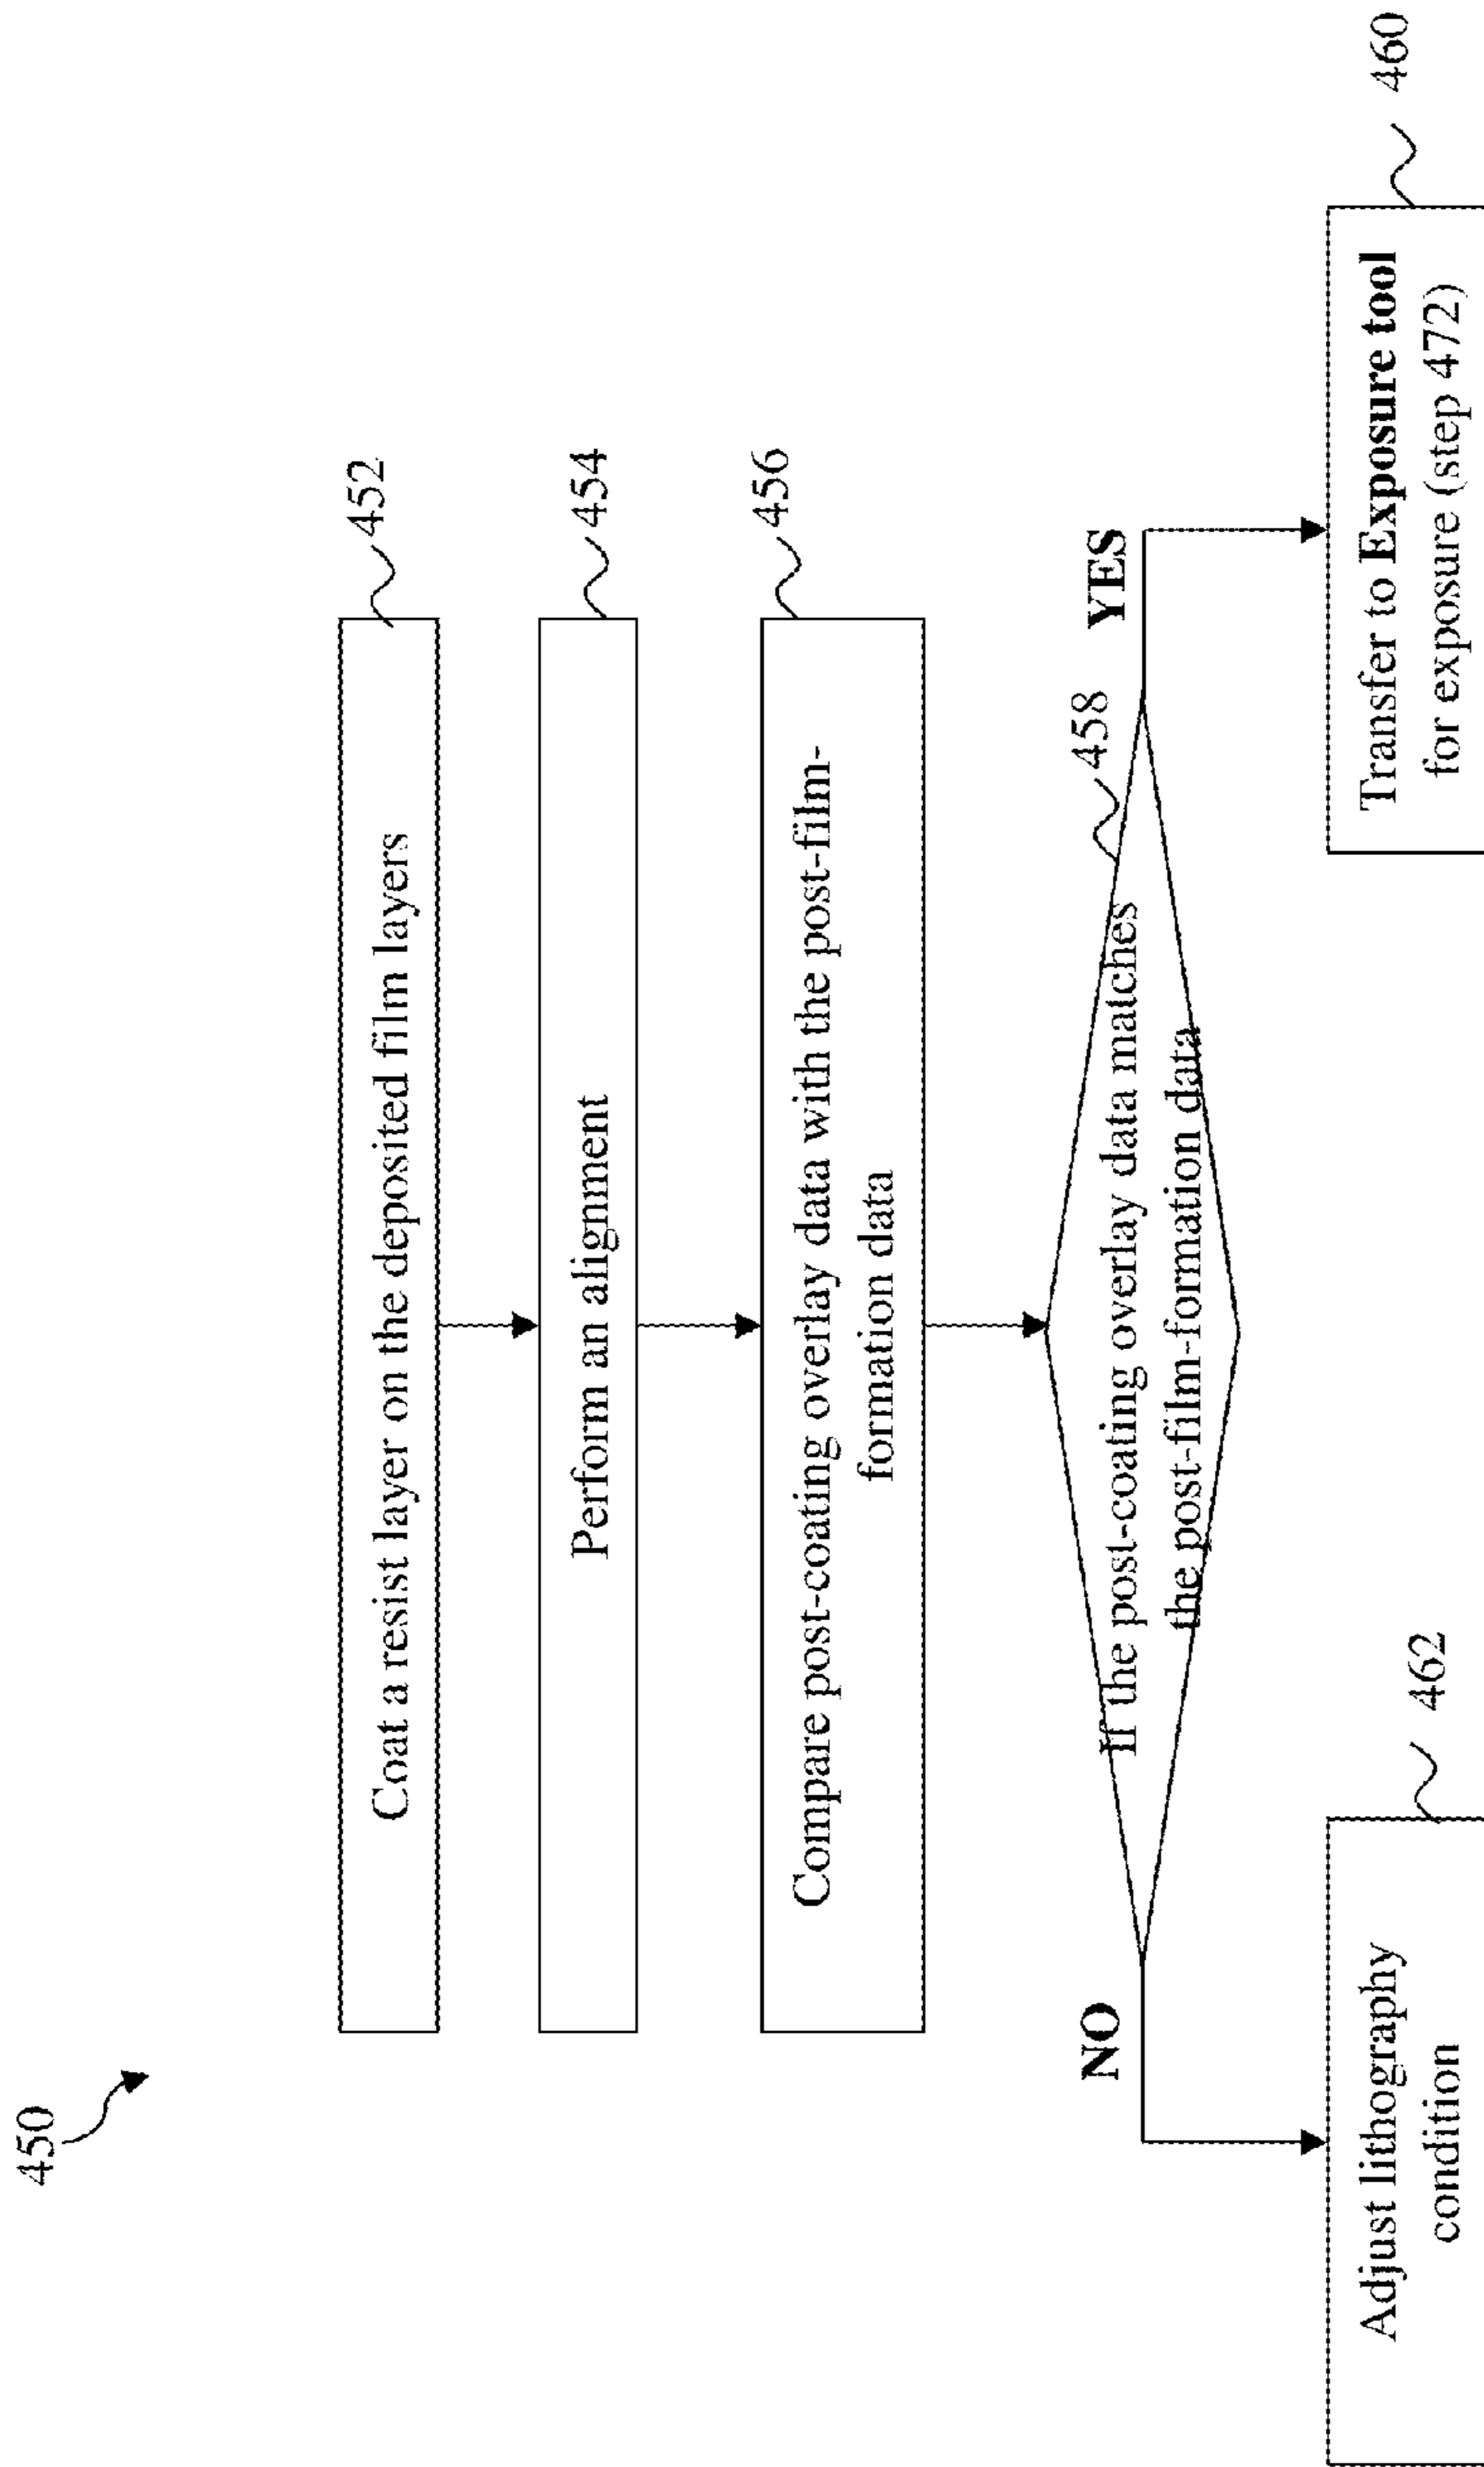 450
Coat a resist layer on the deposited film layers
452
Perform an alignment
454
Compare post-coating overlay data with the post-film-
formation data
456
If the post-coating overlay data matches
the post-film-formation data
458
NO
YES
Adjust lithography
condition
462
Transfer to Exposure tool
for exposure (step 472)
460